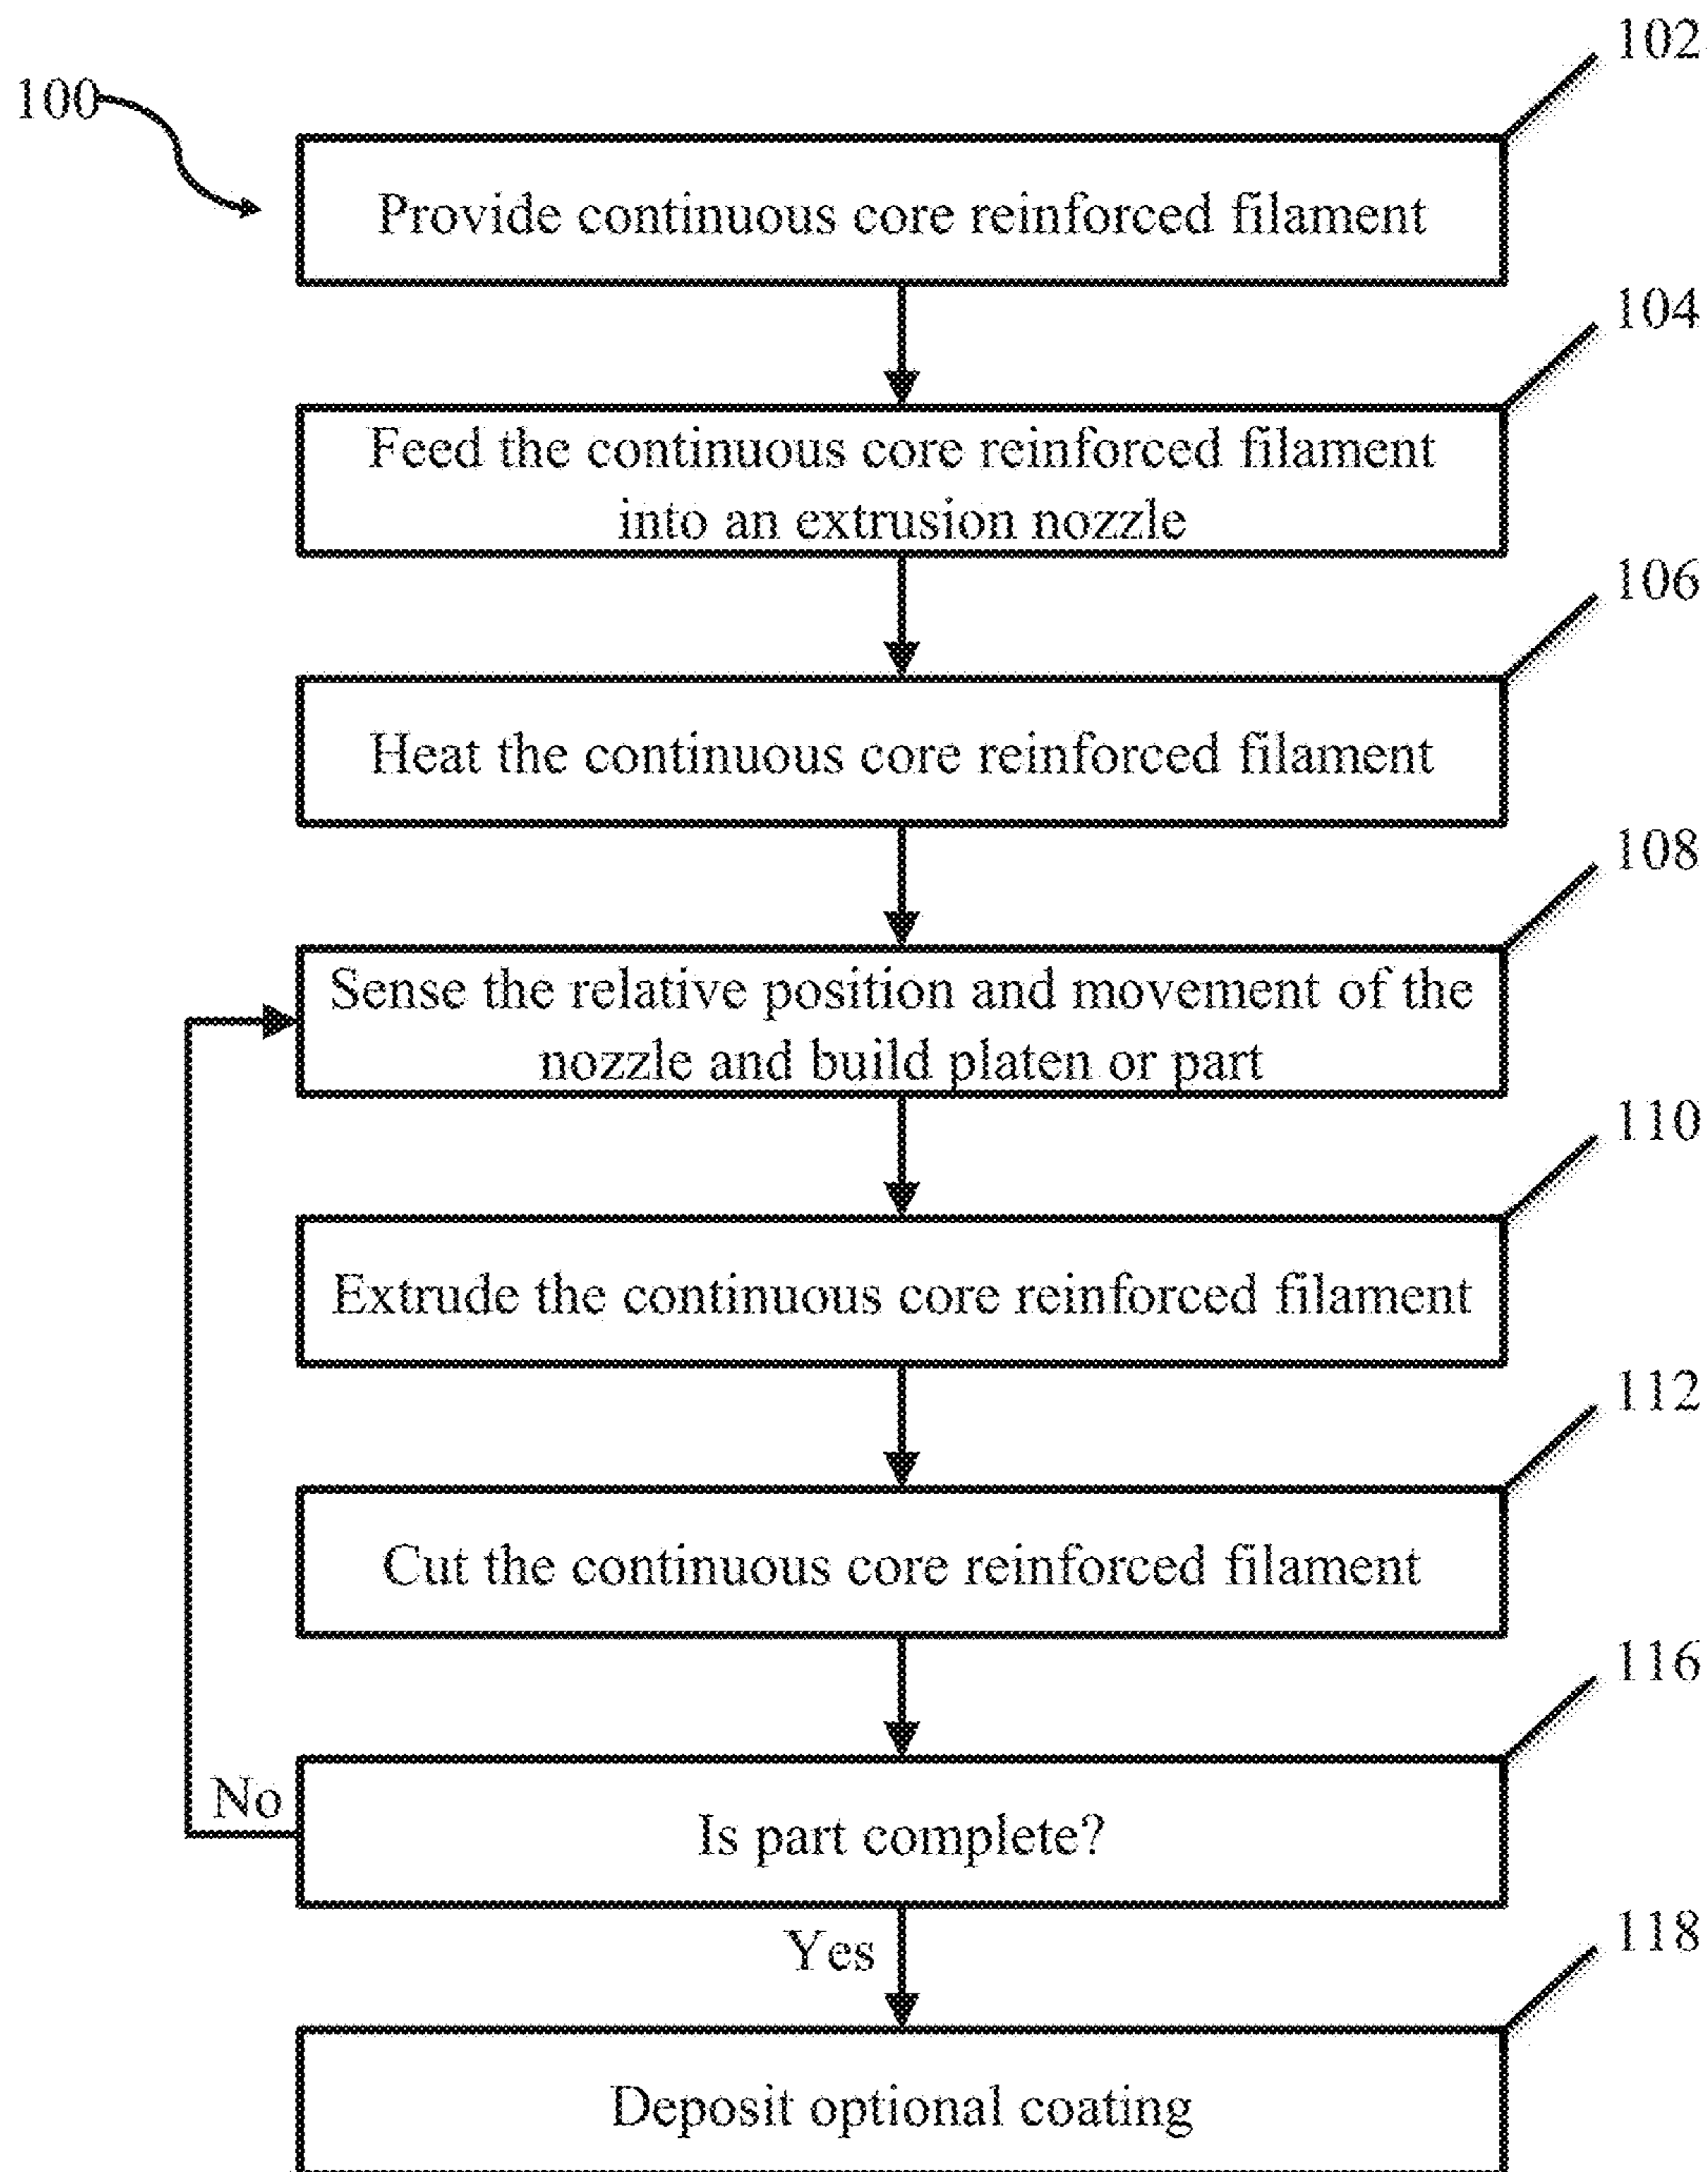 102
100
Provide continuous core reinforced filament
104
Feed the continuous core reinforced filament
into an extrusion nozzle
106
Heat the continuous core reinforced filament
108
Sense the relative position and movement of the
nozzle and build platen or part
110
Extrude the continuous core reinforced filament
112
Cut the continuous core reinforced filament
116
No
Is part complete?
118
Yes
Deposit optional coating